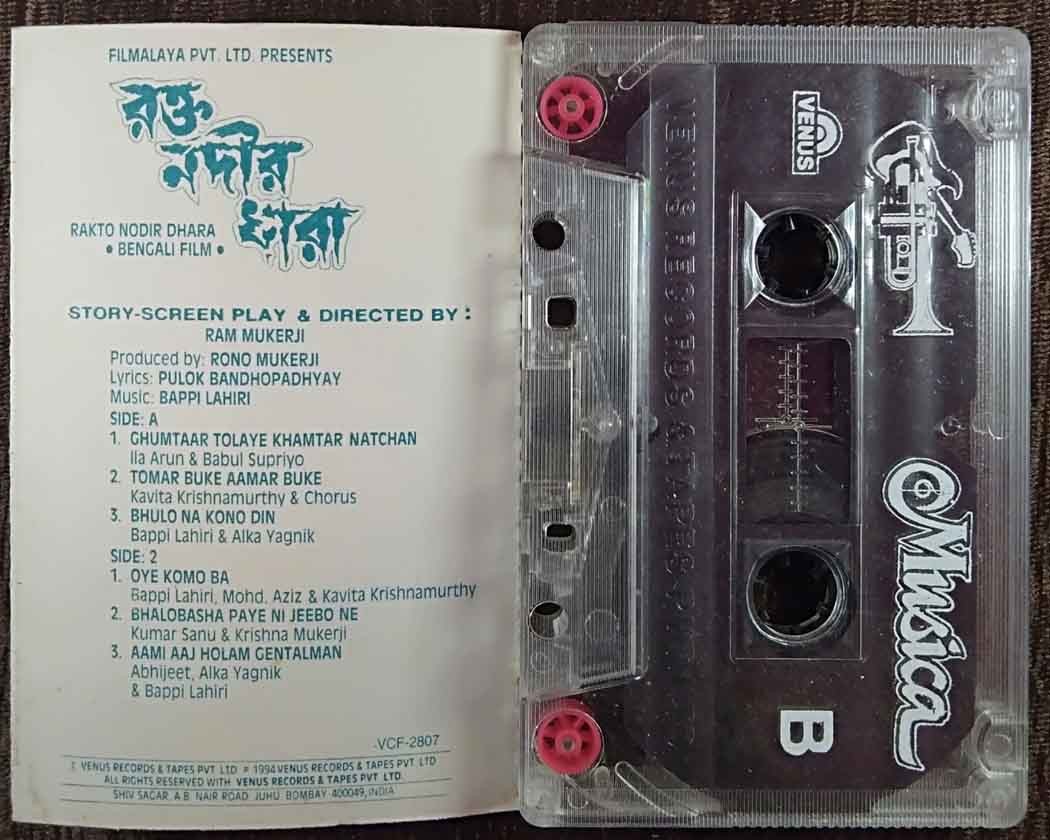 FILMALAYA PVT. LTD. PRESENTS
রক্ত
নদীর
ধারা
RAKTO NODIR DHARA
• BENGALI FILM •
STORY-SCREEN PLAY & DIRECTED BY :
RAM MUKERJI
Produced by: RONO MUKERJI
Lyrics: PULOK BANDHOPADHYAY
Music: BAPPI LAHIRI
SIDE: A
1. GHUMTAAR TOLAYE KHAMTAR NATCHAN
Ila Arun & Babul Supriyo
2. TOMAR BUKE AAMAR BUKE
Kavita Krishnamurthy & Chorus
3. BHULO NA KONO DIN
Bappi Lahiri & Alka Yagnik
SIDE: 2
1. OYE KOMO BA
Bappi Lahiri, Mohd. Aziz & Kavita Krishnamurthy
2. BHALOBASHA PAYE NI JEEBO NE
Kumar Sanu & Krishna Mukerji
3. AAMI AAJ HOLAM GENTALMAN
Abhijeet, Alka Yagnik
& Bappi Lahiri
VCF-2807
VENUS RECORDS & TAPES PVT. LTD ℗ 1994 VENUS RECORDS & TAPES PVT. LTD
ALL RIGHTS RESERVED WITH VENUS RECORDS & TAPES PVT. LTD.
SHIV SAGAR, A.B. NAIR ROAD, JUHU, BOMBAY-400049, INDIA
VENUS
Musica
B
VENUS RECORDS & TAPES